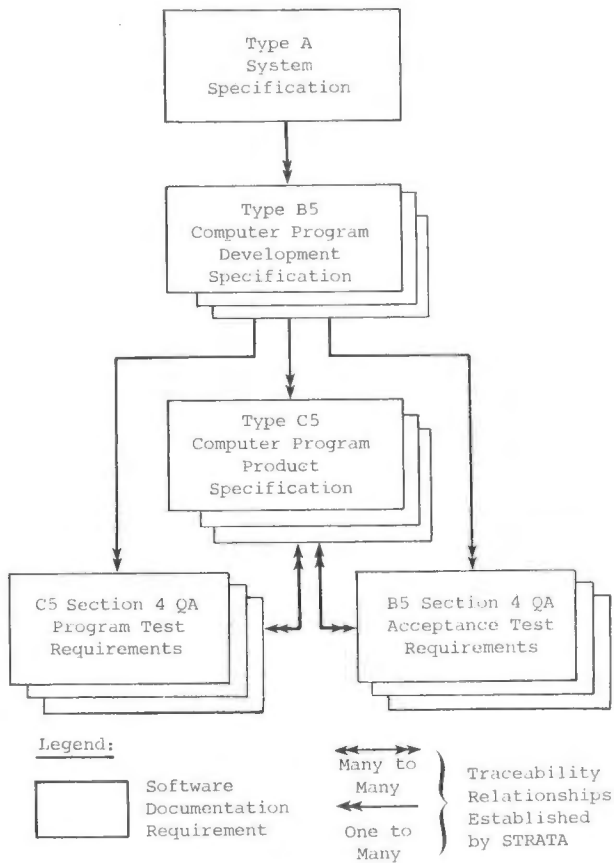 Type A
System
Specification
Type B5
Computer Program
Development
Specification
Type C5
Computer Program
Product
Specification
C5 Section 4 QA
Program Test
Requirements
B5 Section 4 QA
Acceptance Test
Requirements
Legend:
Software
Documentation
Requirement
Many to
Many
One to
Many
Traceability
Relationships
Established
by STRATA